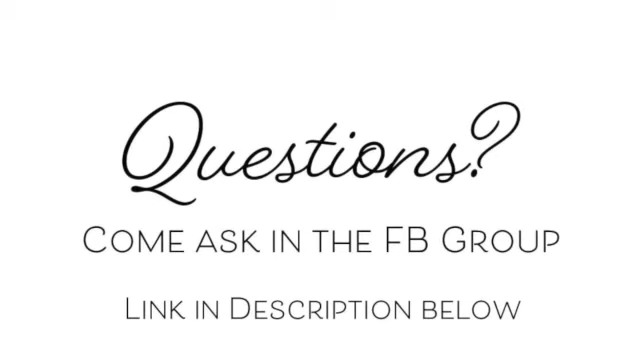 Questions?
COME ASK IN THE FB GROUP
LINK IN DESCRIPTION BELOW